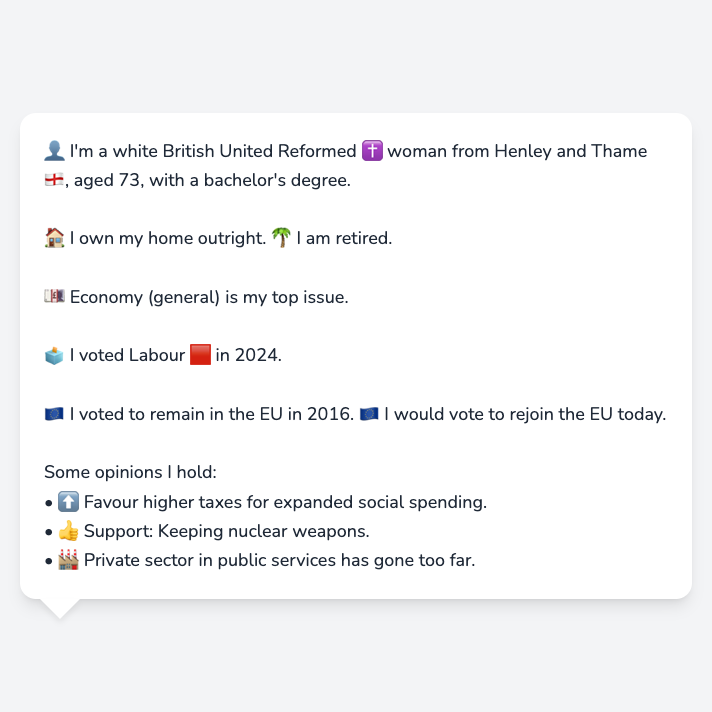 👤 I'm a white British United Reformed ✝️ woman from Henley and Thame
🏴󠁧󠁢󠁥󠁮󠁧󠁿, aged 73, with a bachelor's degree.
🏠 I own my home outright. 🌴 I am retired.
💷 Economy (general) is my top issue.
🗳️ I voted Labour 🟥 in 2024.
🇪🇺 I voted to remain in the EU in 2016. 🇪🇺 I would vote to rejoin the EU today.
Some opinions I hold:
• ⬆️ Favour higher taxes for expanded social spending.
• 👍 Support: Keeping nuclear weapons.
• 🏭 Private sector in public services has gone too far.